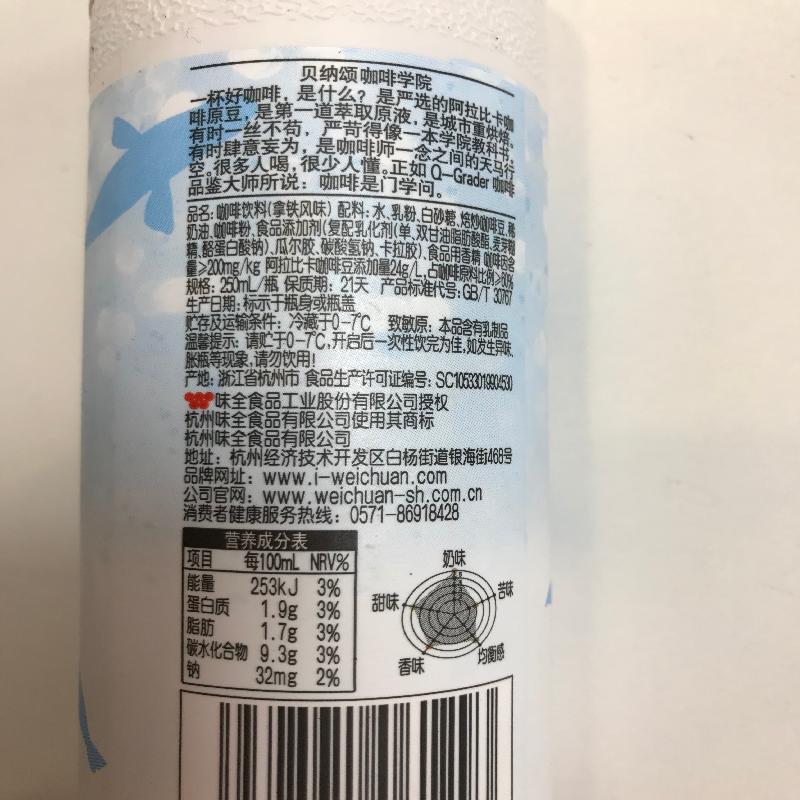 贝纳颂咖啡学院
一杯好咖啡，是什么？是严选的阿拉比卡咖
啡原豆，是第一道萃取原液，是城市重烘焙。
有时一丝不苟，严苛得像一本学院教科书，
有时肆意妄为，是咖啡师一念之间的天马行
空。很多人喝，很少人懂。正如Q-Grader咖啡
品鉴大师所说：咖啡是门学问。
品名：咖啡饮料(拿铁风味) 配料：水、乳粉、白砂糖、焙炒咖啡豆、稀
奶油、咖啡粉、食品添加剂(复配乳化剂(单,双甘油脂肪酸酯、麦芽糊
精、酪蛋白酸钠)、瓜尔胶、碳酸氢钠、卡拉胶)、食品用香精 咖啡因含
量≥200mg/kg 阿拉比卡咖啡豆添加量24g/L，占咖啡原料比例>60%
规格：250mL/瓶 保质期：21天 产品标准代号：GB/T 30767
生产日期：标示于瓶身或瓶盖
贮存及运输条件：冷藏于0-7℃ 致敏原：本品含有乳制品
温馨提示：请贮于0-7℃，开启后一次性饮完为佳，如发生异味、
胀瓶等现象，请勿饮用！
产地：浙江省杭州市 食品生产许可证编号：SC10533019904530
味全食品工业股份有限公司授权
杭州味全食品有限公司使用其商标
杭州味全食品有限公司
地址：杭州经济技术开发区白杨街道银海街468号
品牌网址：www.i-weichuan.com
公司官网：www.weichuan-sh.com.cn
消费者健康服务热线：0571-86918428
营养成分表
项目 每100mL NRV%
能量 253kJ 3%
蛋白质 1.9g 3%
脂肪 1.7g 3%
碳水化合物 9.3g 3%
钠 32mg 2%
奶味
甜味 苦味
香味 均衡感